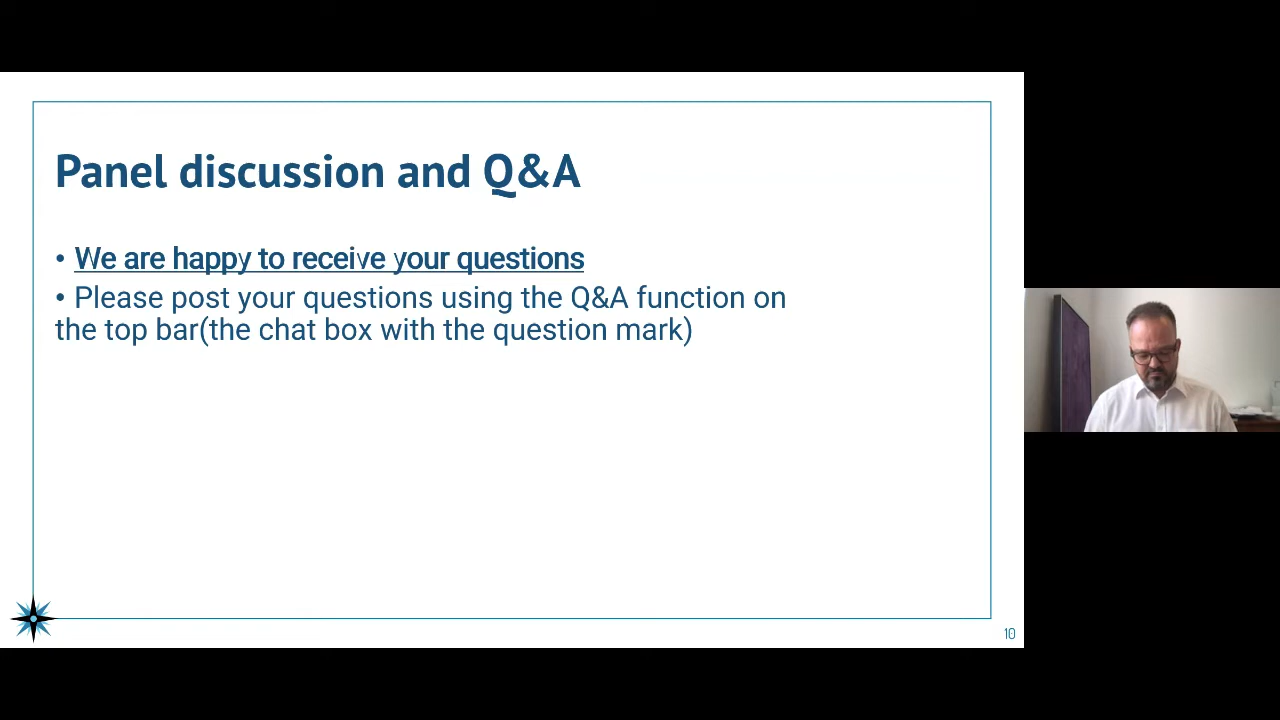 Panel discussion and Q&A
• We are happy to receive your questions
• Please post your questions using the Q&A function on
the top bar(the chat box with the question mark)
10